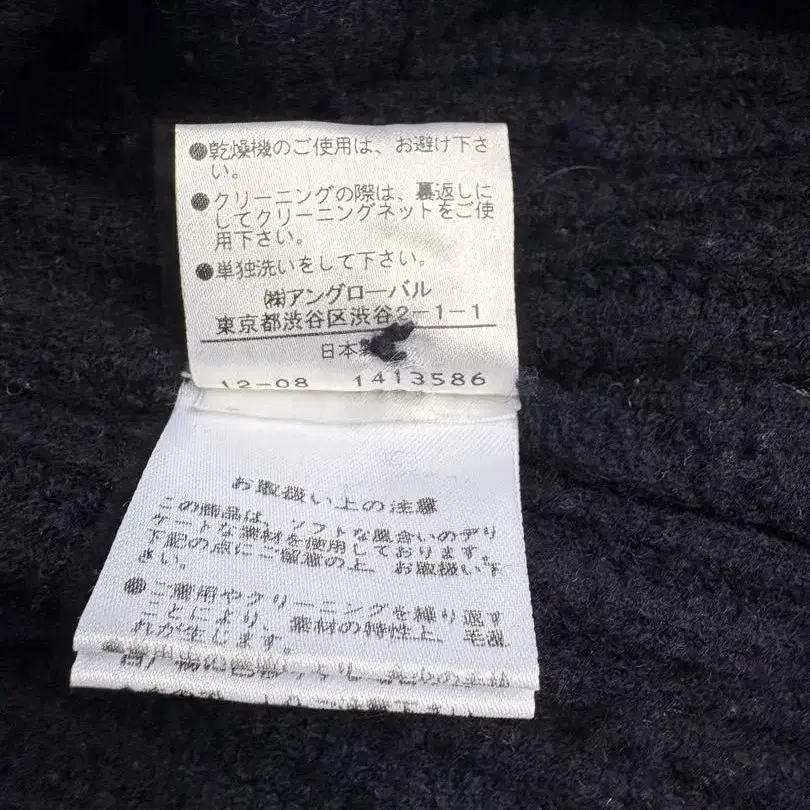 ●乾燥機のご使用は、お避け下さ
い。
●クリーニングの際は、裏返しに
してクリーニングネットをご使
用下さい。
●単独洗いをして下さい。
㈱アングローバル
東京都渋谷区渋谷2-1-1
日本製
12-08 1413586
お取扱い上の注意
この商品は、ソフトな風合いのデリ
ケートな素材を使用しております。
下記の点にご留意の上、お取扱い下
さい。
●ご着用やクリーニングを繰り返す
ことにより、素材の特性上、毛羽
れが生じます。